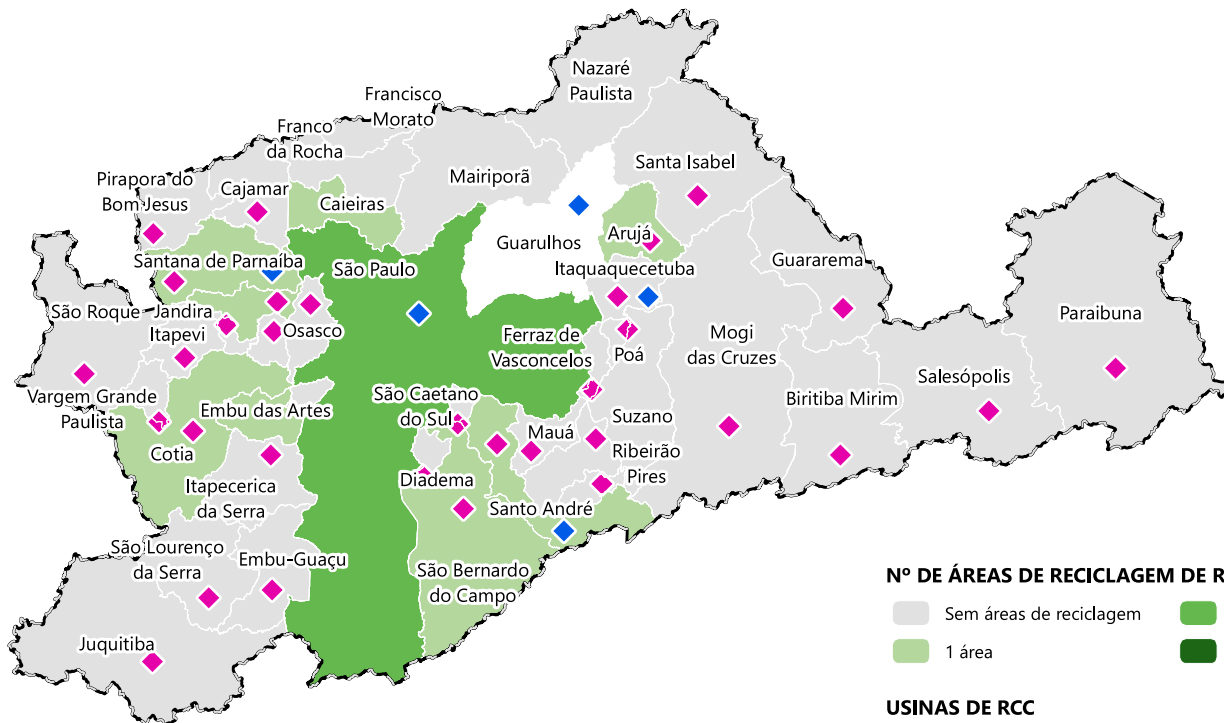 Nazaré
Paulista
Francisco
Morato
Franco
da Rocha
Santa Isabel
Mairiporã
Pirapora do
Bom Jesus
Cajamar
Caieiras
Arujá
Guarulhos
Santana de Parnaíba
São Paulo
Itaquaquecetuba
Guararema
São Roque
Jandira
Itapevi
Osasco
Ferraz de
Vasconcelos
Poá
Mogi
das Cruzes
Paraibuna
Vargem Grande
Paulista
São Caetano
do Sul
Embu das Artes
Suzano
Biritiba Mirim
Salesópolis
Cotia
Mauá
Ribeirão
Pires
Diadema
Itapecerica
da Serra
Santo André
São Lourenço
da Serra
Embu-Guaçu
São Bernardo
do Campo
Juquitiba
Nº DE ÁREAS DE RECICLAGEM DE R
Sem áreas de reciclagem
1 área
USINAS DE RCC